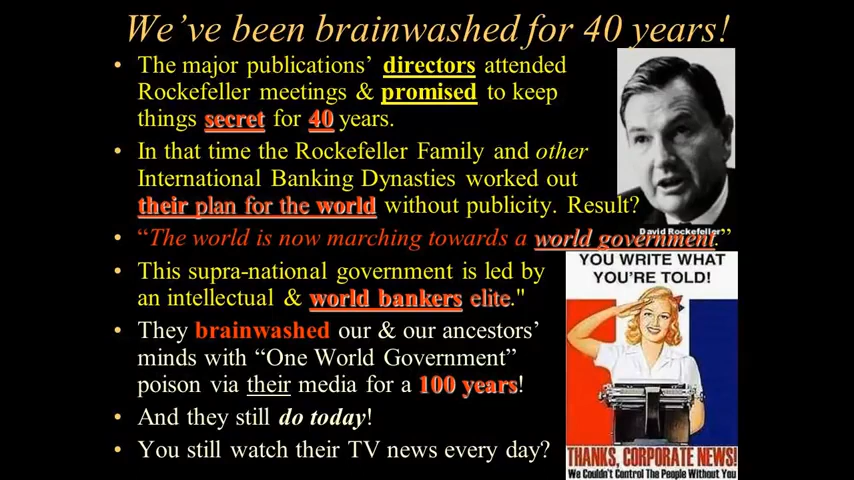 We've been brainwashed for 40 years!
• The major publications' directors attended
Rockefeller meetings & promised to keep
things secret for 40 years.
• In that time the Rockefeller Family and other
International Banking Dynasties worked out
their plan for the world without publicity. Result?
David Rockefeller
• “The world is now marching towards a world government.”
• This supra-national government is led by
an intellectual & world bankers elite."
• They brainwashed our & our ancestors’
minds with “One World Government”
poison via their media for a 100 years!
• And they still do today!
• You still watch their TV news every day?
YOU WRITE WHAT
YOU'RE TOLD!
THANKS, CORPORATE NEWS!
We Couldn't Control The People Without You